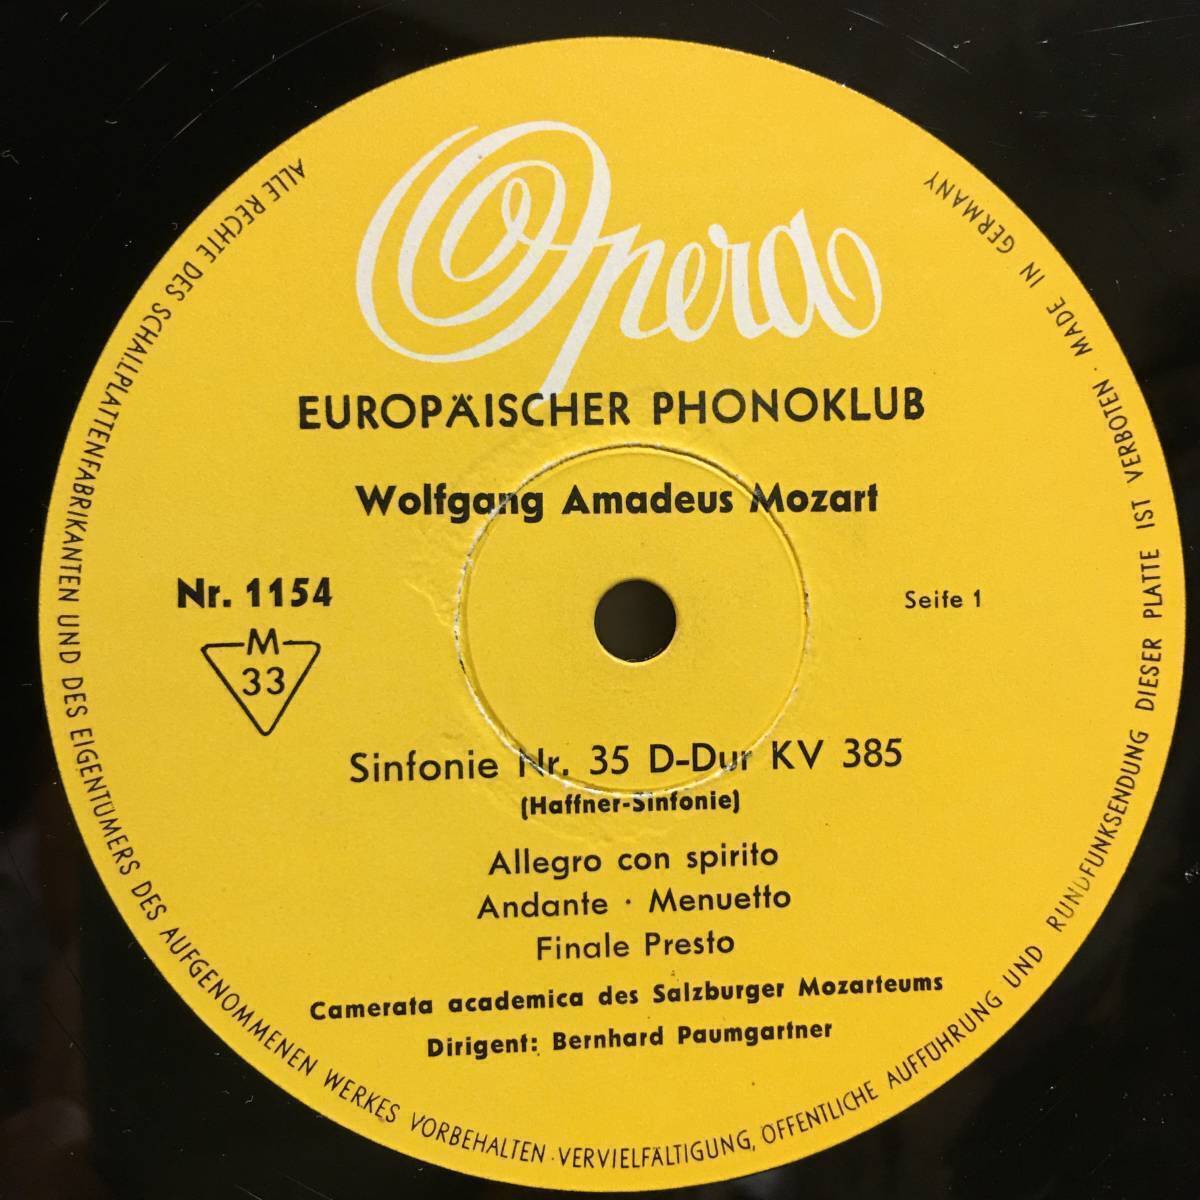 Opera
EUROPÄISCHER PHONOKLUB
Wolfgang Amadeus Mozart
Nr. 1154
M
33
Seite 1
Sinfonie Nr. 35 D-Dur KV 385
(Haffner-Sinfonie)
Allegro con spirito
Andante · Menuetto
Finale Presto
Camerata academica des Salzburger Mozarteums
Dirigent: Bernhard Paumgartner
ALLE RECHTE DES SCHALLPLATTENFABRIKANTEN UND DES EIGENTÜMERS DES AUFGENOMMENEN WERKES VORBEHALTEN · VERVIELFÄLTIGUNG, ÖFFENTLICHE AUFFÜHRUNG UND RUNDFUNKSENDUNG DIESER PLATTE IST VERBOTEN · MADE IN GERMANY